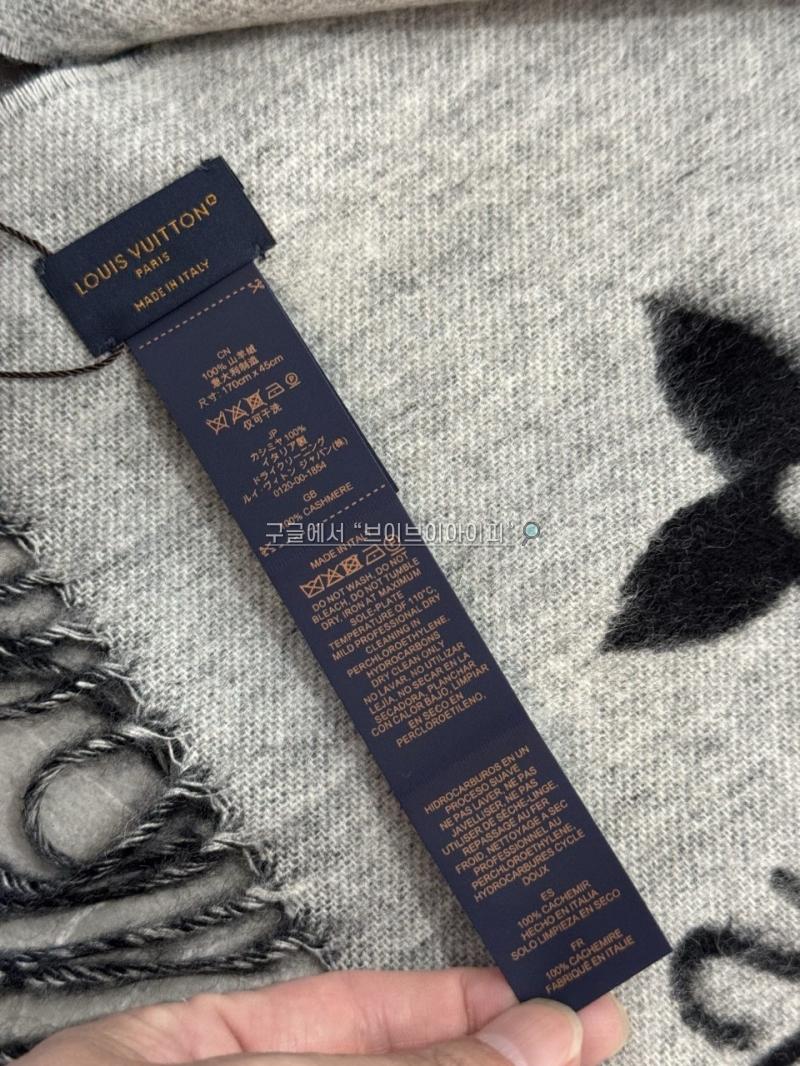 LOUIS VUITTON
PARIS
MADE IN ITALY
CN
100% 山羊绒
意大利制造
尺寸: 170cm x 45cm
仅可干洗
JP
カシミヤ 100%
イタリア製
ドライクリーニング
ルイ・ヴィトン ジャパン(株)
0120-00-1854
GB
100% CASHMERE
구글에서 “브이브이아이피”
MADE IN
DO NOT WASH, DO NOT
BLEACH, DO NOT TUMBLE
DRY, IRON AT MAXIMUM
SOLE-PLATE
TEMPERATURE OF 110°C,
MILD PROFESSIONAL DRY
CLEANING IN
PERCHLOROETHYLENE,
HYDROCARBONS
DRY CLEAN ONLY
NO LAVAR, NO UTILIZAR
LEJÍA, NO SECAR EN LA
SECADORA, PLANCHAR
CON CALOR BAJO, LIMPIAR
EN SECO EN
PERCLOROETILENO,
HIDROCARBUROS EN UN
PROCESO SUAVE
NE PAS LAVER, NE PAS
JAVELLISER, NE PAS
UTILISER DE SÈCHE-LINGE,
REPASSAGE AU FER
FROID, NETTOYAGE A SEC
PROFESSIONNEL AU
PERCHLOROETHYLENE,
HYDROCARBURES CYCLE
DOUX
ES
100% CACHEMIR
HECHO EN ITALIA
SOLO LIMPIEZA EN SECO
FR
100% CACHEMIRE
FABRIQUÉ EN ITALIE